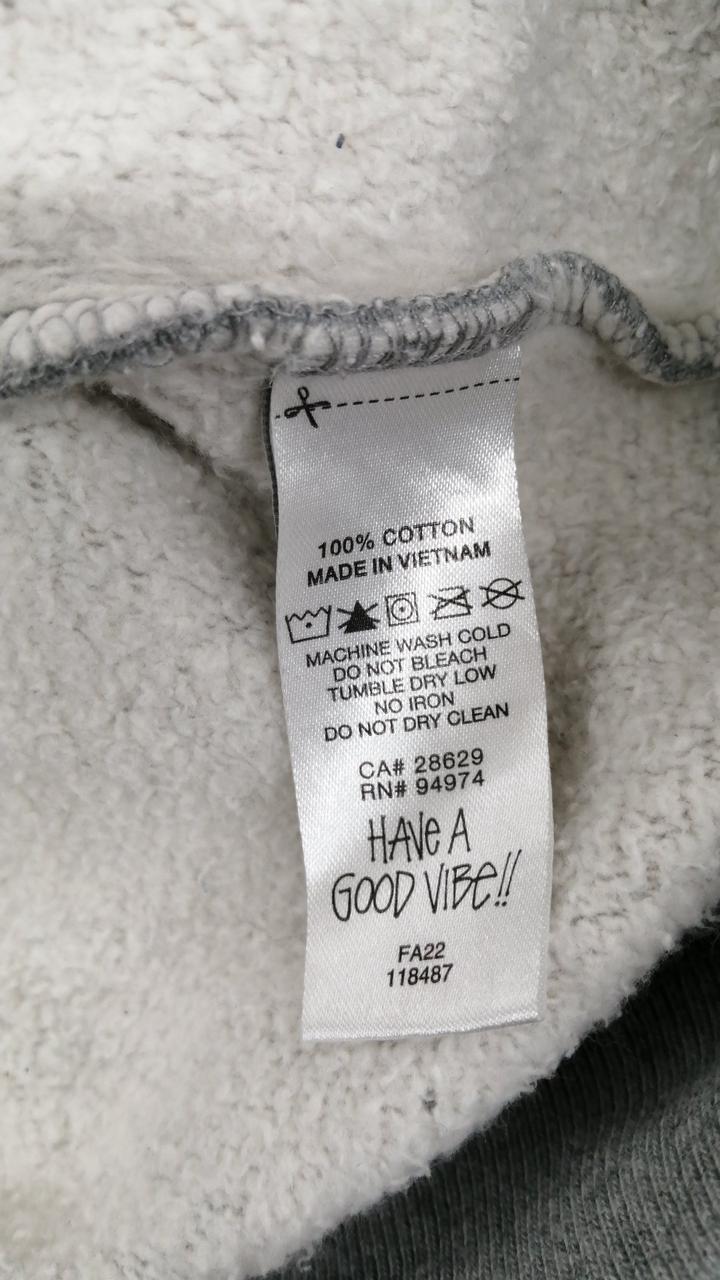 100% COTTON
MADE IN VIETNAM
MACHINE WASH COLD
DO NOT BLEACH
TUMBLE DRY LOW
NO IRON
DO NOT DRY CLEAN
CA# 28629
RN# 94974
HAVE A
GOOD VIBE!!
FA22
118487